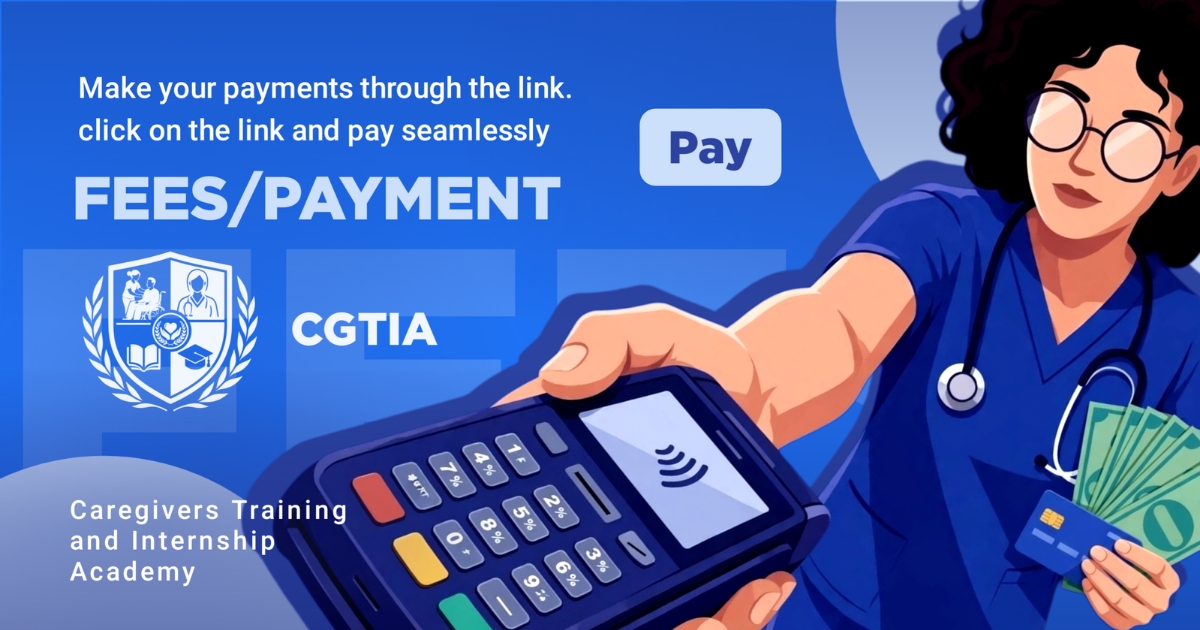 Make your payments through the link.
click on the link and pay seamlessly
Pay
FEES/PAYMENT
CGTIA
Caregivers Training
and Internship
Academy